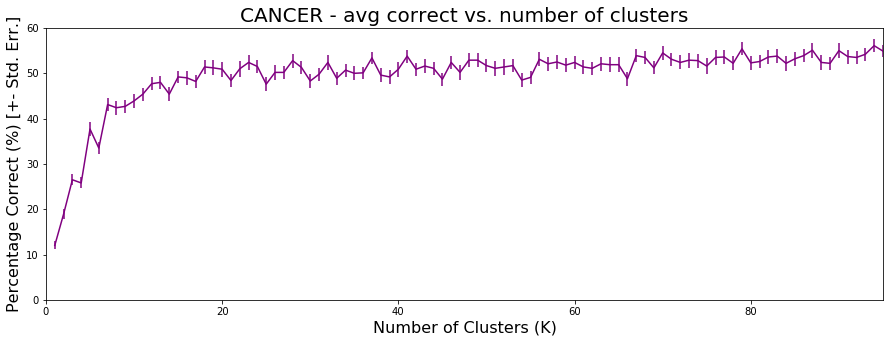 CANCER - avg correct vs. number of clusters
Percentage Correct (%) [+- Std. Err.]
60
50
40
30
20
10
0
0 20 40 60 80
Number of Clusters (K)